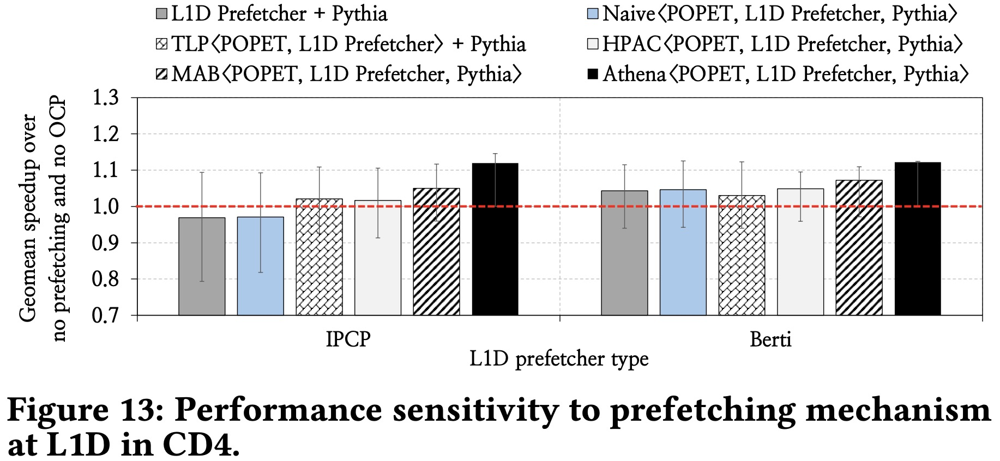 L1D Prefetcher + Pythia
Naive⟨POPET, L1D Prefetcher, Pythia⟩
TLP⟨POPET, L1D Prefetcher⟩ + Pythia
HPAC⟨POPET, L1D Prefetcher, Pythia⟩
MAB⟨POPET, L1D Prefetcher, Pythia⟩
Athena⟨POPET, L1D Prefetcher, Pythia⟩
Geomean speedup over
no prefetching and no OCP
1.3
1.2
1.1
1.0
0.9
0.8
0.7
IPCP
Berti
L1D prefetcher type
Figure 13: Performance sensitivity to prefetching mechanism
at L1D in CD4.